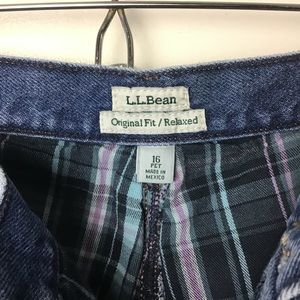 L.L.Bean
Original Fit / Relaxed
16
PET
MADE IN
MEXICO